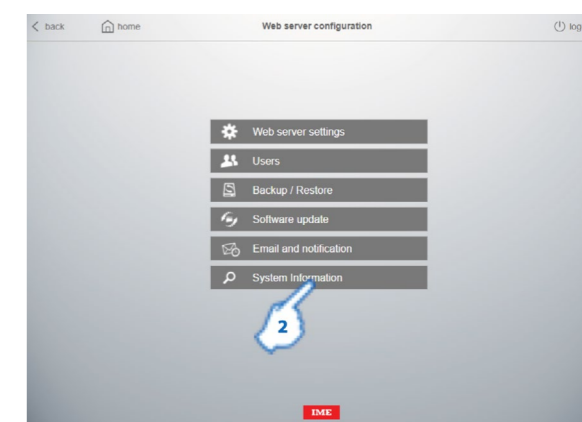 back home Web server configuration log
Web server settings
Users
Backup / Restore
Software update
Email and notification
System Information
2
IME